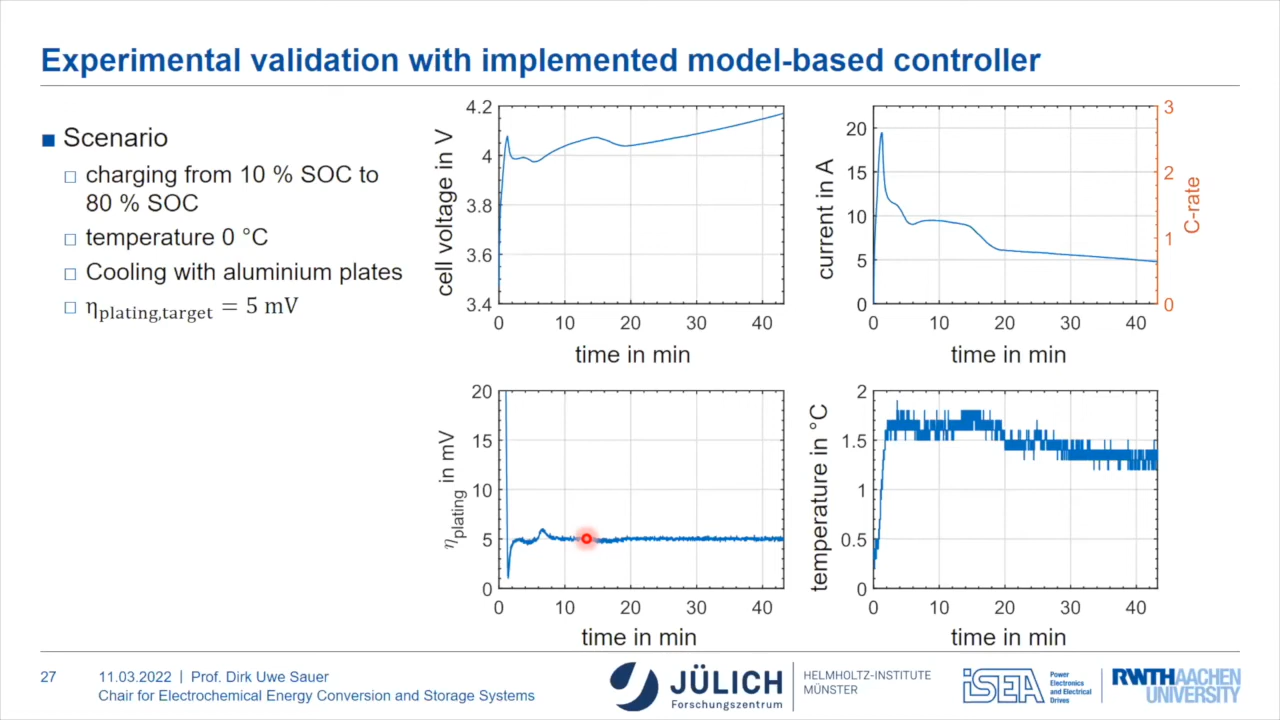 Experimental validation with implemented model-based controller
Scenario
charging from 10 % SOC to
80 % SOC
temperature 0 °C
Cooling with aluminium plates
ηplating,target = 5 mV
cell voltage in V
4.2
4
3.8
3.6
3.4
0 10 20 30 40
time in min
current in A
20
15
10
5
0
3
2
1
0
C-rate
0 10 20 30 40
time in min
ηplating in mV
20
15
10
5
0
0 10 20 30 40
time in min
temperature in °C
2
1.5
1
0.5
0
0 10 20 30 40
time in min
27
11.03.2022 | Prof. Dirk Uwe Sauer
Chair for Electrochemical Energy Conversion and Storage Systems
JÜLICH
Forschungszentrum
HELMHOLTZ-INSTITUTE
MÜNSTER
iSEA
Power
Electronics
and Electrical
Drives
RWTHAACHEN
UNIVERSITY